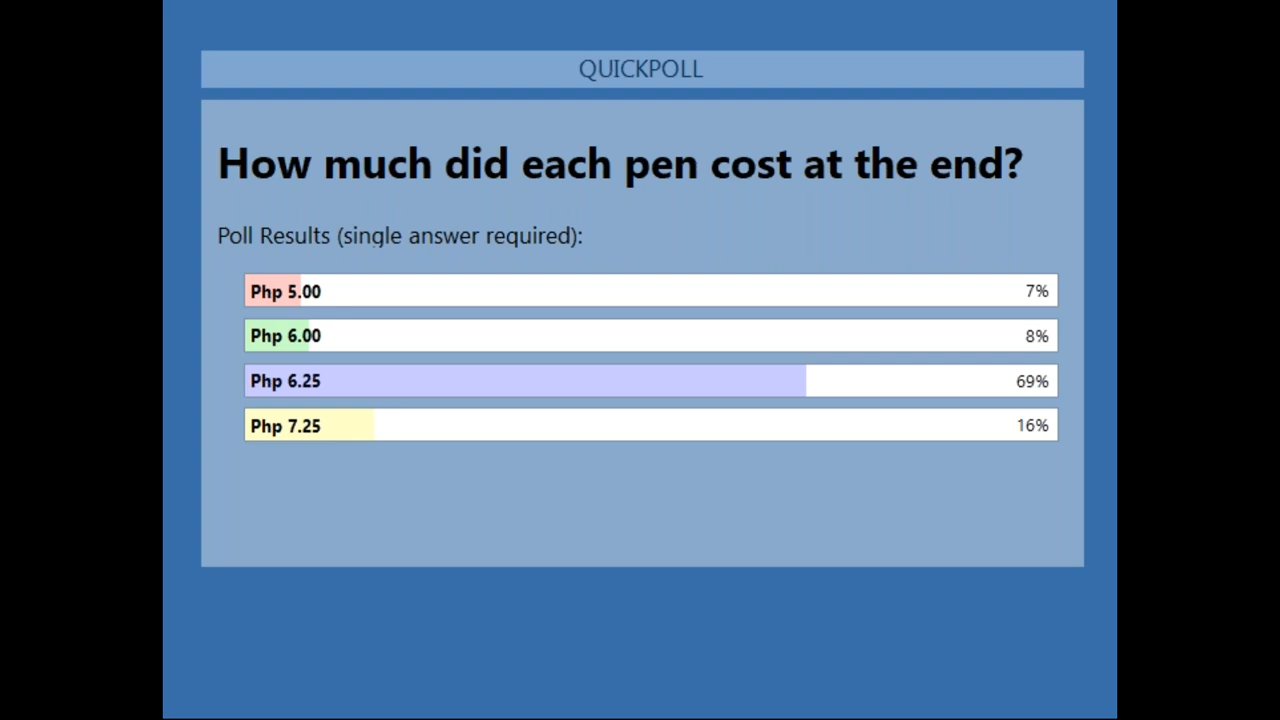 QUICKPOLL
How much did each pen cost at the end?
Poll Results (single answer required):
Php 5.00 7%
Php 6.00 8%
Php 6.25 69%
Php 7.25 16%